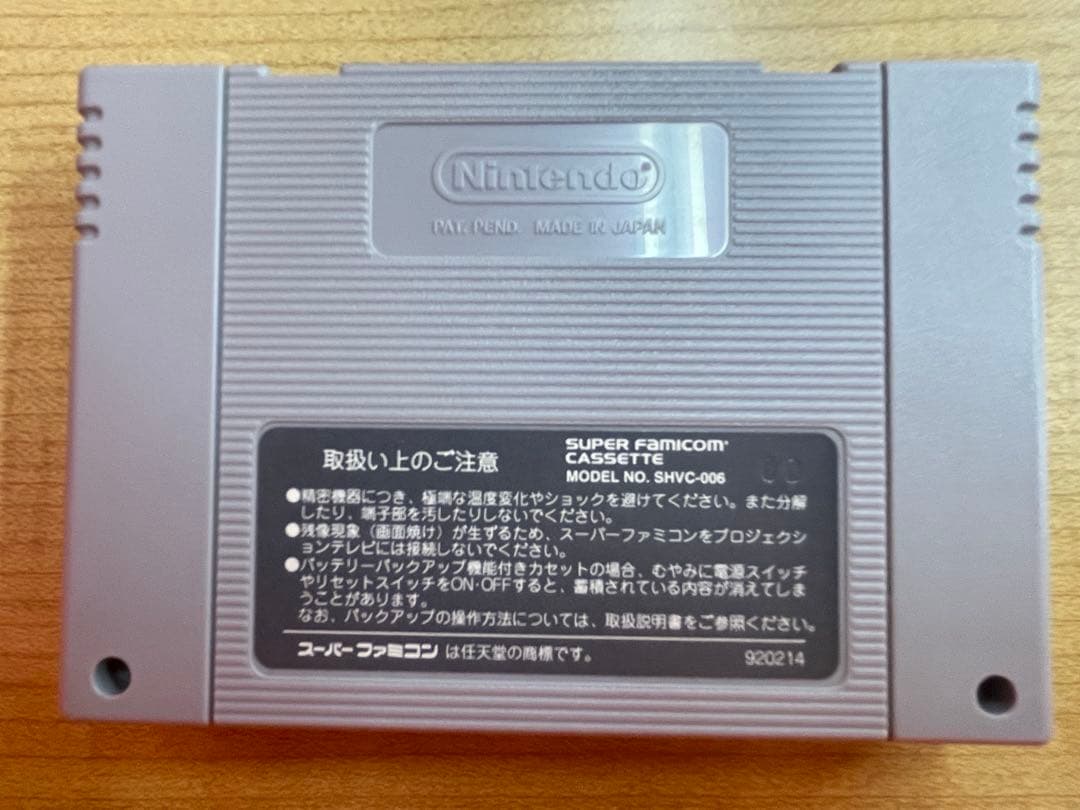 Nintendo®
PAT. PEND. MADE IN JAPAN
取扱い上のご注意
SUPER FAMICOM®
CASSETTE
MODEL NO. SHVC-006
●精密機器につき、極端な温度変化やショックを避けてください。また分解
したり、端子部を汚したりしないでください。
●残像現象（画面焼け）が生ずるため、スーパーファミコンをプロジェクシ
ョンテレビには接続しないでください。
●バッテリーバックアップ機能付きカセットの場合、むやみに電源スイッチ
やリセットスイッチをON・OFFすると、蓄積されている内容が消えてしま
うことがあります。
なお、バックアップの操作方法については、取扱説明書をご参照ください。
スーパーファミコン は任天堂の商標です。
920214